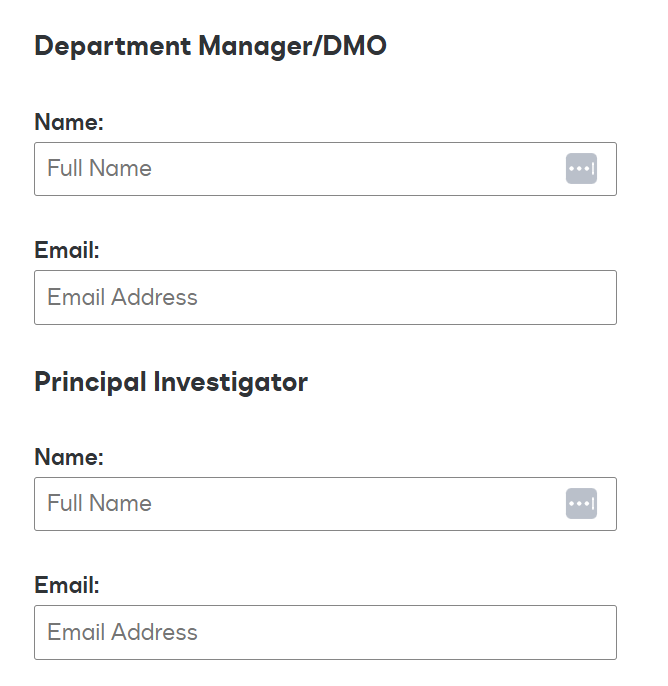 Department Manager/DMO
Name:
Full Name
Email:
Email Address
Principal Investigator
Name:
Full Name
Email:
Email Address